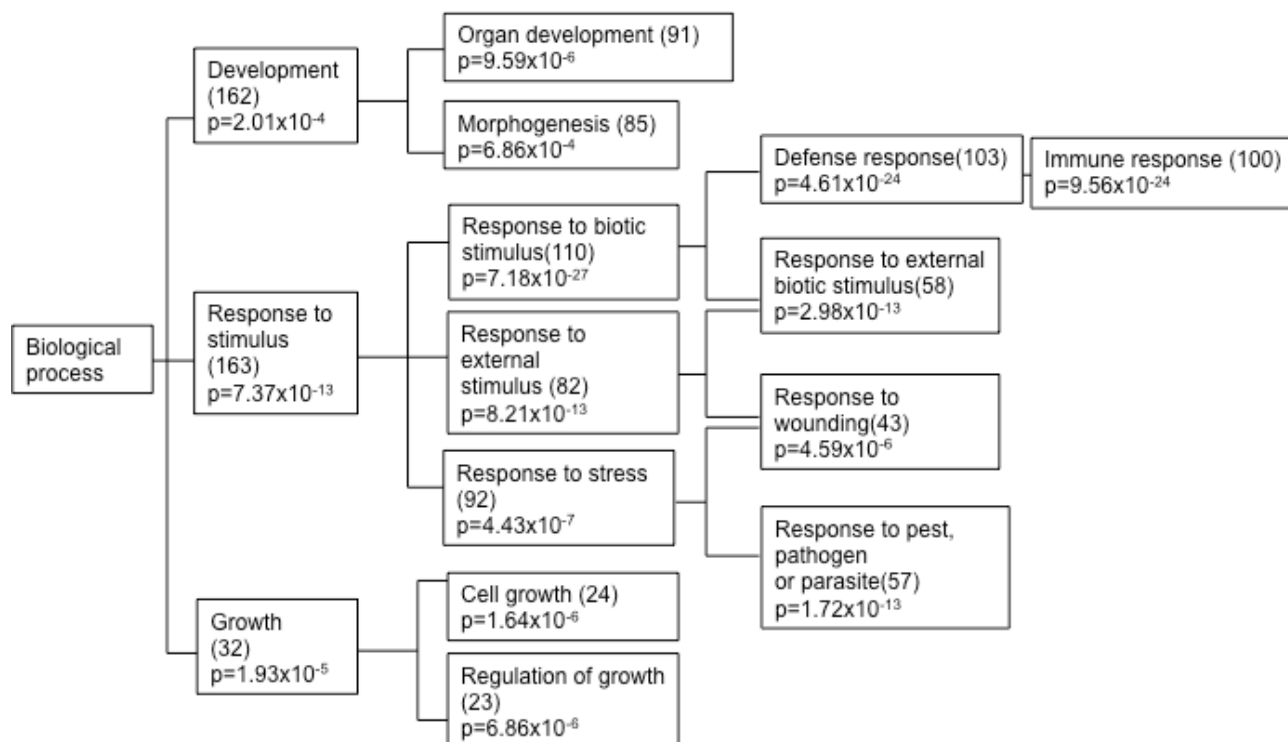 Biological
process
Development
(162)
p=2.01x10⁻⁴
Response to
stimulus
(163)
p=7.37x10⁻¹³
Growth
(32)
p=1.93x10⁻⁵
Organ development (91)
p=9.59x10⁻⁶
Morphogenesis (85)
p=6.86x10⁻⁴
Response to biotic
stimulus(110)
p=7.18x10⁻²⁷
Response to
external
stimulus (82)
p=8.21x10⁻¹³
Response to stress
(92)
p=4.43x10⁻⁷
Cell growth (24)
p=1.64x10⁻⁶
Regulation of growth
(23)
p=6.86x10⁻⁶
Defense response(103)
p=4.61x10⁻²⁴
Response to external
biotic stimulus(58)
p=2.98x10⁻¹³
Response to
wounding(43)
p=4.59x10⁻⁶
Response to pest,
pathogen
or parasite(57)
p=1.72x10⁻¹³
Immune response (100)
p=9.56x10⁻²⁴